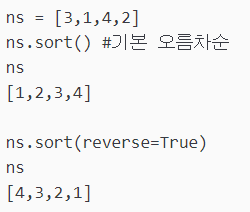 ns = [3,1,4,2]
ns.sort() #기본 오름차순
ns
[1,2,3,4]
ns.sort(reverse=True)
ns
[4,3,2,1]